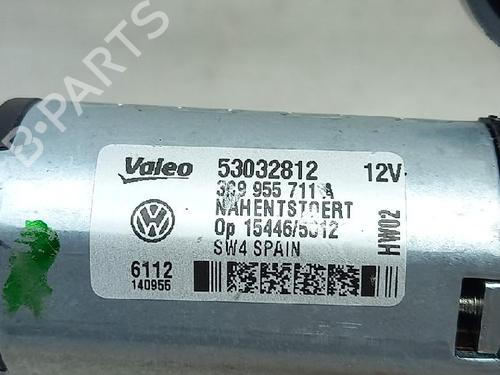 B-PARTS
Valeo 53032812 12V
3G9 955 711 A
NAHENTSTOERT
Op 15446/5012
SW4 SPAIN
HW02
6112
140955